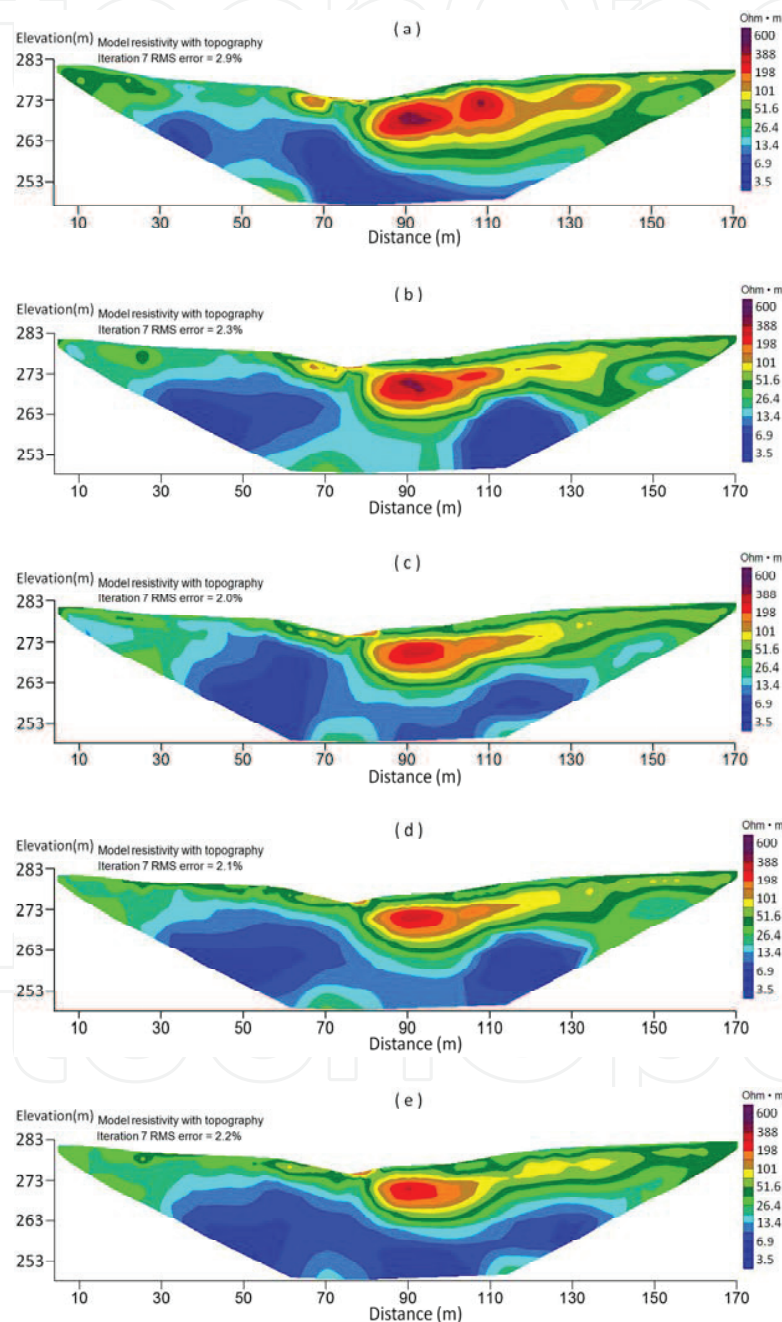 ( a )
Elevation(m)
Model resistivity with topography
Iteration 7 RMS error = 2.9%
Ohm • m
283
273
263
253
600
388
198
101
51.6
26.4
13.4
6.9
3.5
10 30 50 70 90 110 130 150 170
Distance (m)
( b )
Elevation(m)
Model resistivity with topography
Iteration 7 RMS error = 2.3%
Ohm • m
283
273
263
253
600
388
198
101
51.6
26.4
13.4
6.9
3.5
10 30 50 70 90 110 130 150 170
Distance (m)
( c )
Elevation(m)
Model resistivity with topography
Iteration 7 RMS error = 2.0%
Ohm • m
283
273
263
253
600
388
198
101
51.6
26.4
13.4
6.9
3.5
10 30 50 70 90 110 130 150 170
Distance (m)
( d )
Elevation(m)
Model resistivity with topography
Iteration 7 RMS error = 2.1%
Ohm • m
283
273
263
253
600
388
198
101
51.6
26.4
13.4
6.9
3.5
10 30 50 70 90 110 130 150 170
Distance (m)
( e )
Elevation(m)
Model resistivity with topography
Iteration 7 RMS error = 2.2%
Ohm • m
283
273
263
253
600
388
198
101
51.6
26.4
13.4
6.9
3.5
10 30 50 70 90 110 130 150 170
Distance (m)